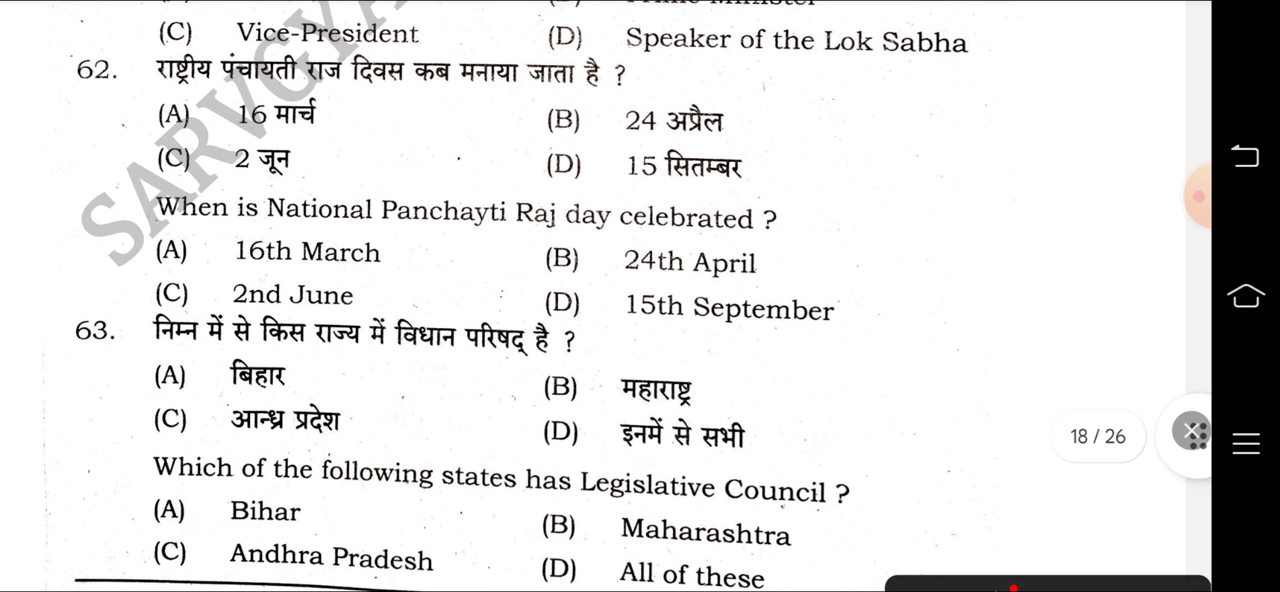 (C) Vice-President (D) Speaker of the Lok Sabha
62. राष्ट्रीय पंचायती राज दिवस कब मनाया जाता है ?
(A) 16 मार्च (B) 24 अप्रैल
(C) 2 जून (D) 15 सितम्बर
When is National Panchayti Raj day celebrated ?
(A) 16th March (B) 24th April
(C) 2nd June (D) 15th September
63. निम्न में से किस राज्य में विधान परिषद् है ?
(A) बिहार (B) महाराष्ट्र
(C) आन्ध्र प्रदेश (D) इनमें से सभी
18 / 26
Which of the following states has Legislative Council ?
(A) Bihar (B) Maharashtra
(C) Andhra Pradesh (D) All of these
SARVGYA